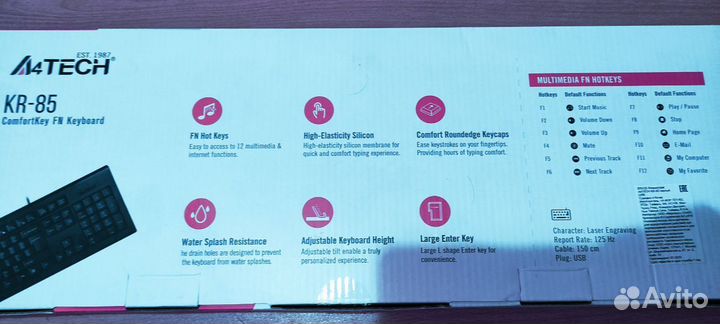 EST. 1987
A4TECH
KR-85
ComfortKey FN Keyboard
FN Hot Keys
Easy to access to 12 multimedia &
internet functions.
High-Elasticity Silicon
High-elasticity silicon membrane for
quick and comfort typing experience.
Comfort Roundedge Keycaps
Ease keystrokes on your fingertips.
Providing hours of typing comfort.
Water Splash Resistance
he drain holes are designed to prevent
the keyboard from water splashes.
Adjustable Keyboard Height
Adjustable tilt enable a truly
personalized experience.
Large Enter Key
Large L shape Enter key for
convenience.
MULTIMEDIA FN HOTKEYS
Hotkeys Default Functions Hotkeys Default Functions
F1 Start Music F7 Play / Pause
F2 Volume Down F8 Stop
F3 Volume Up F9 Home Page
F4 Mute F10 E-Mail
F5 Previous Track F11 My Computer
F6 Next Track F12 My Favorite
Character: Laser Engraving
Report Rate: 125 Hz
Cable: 150 cm
Plug: USB
EAC
Avito